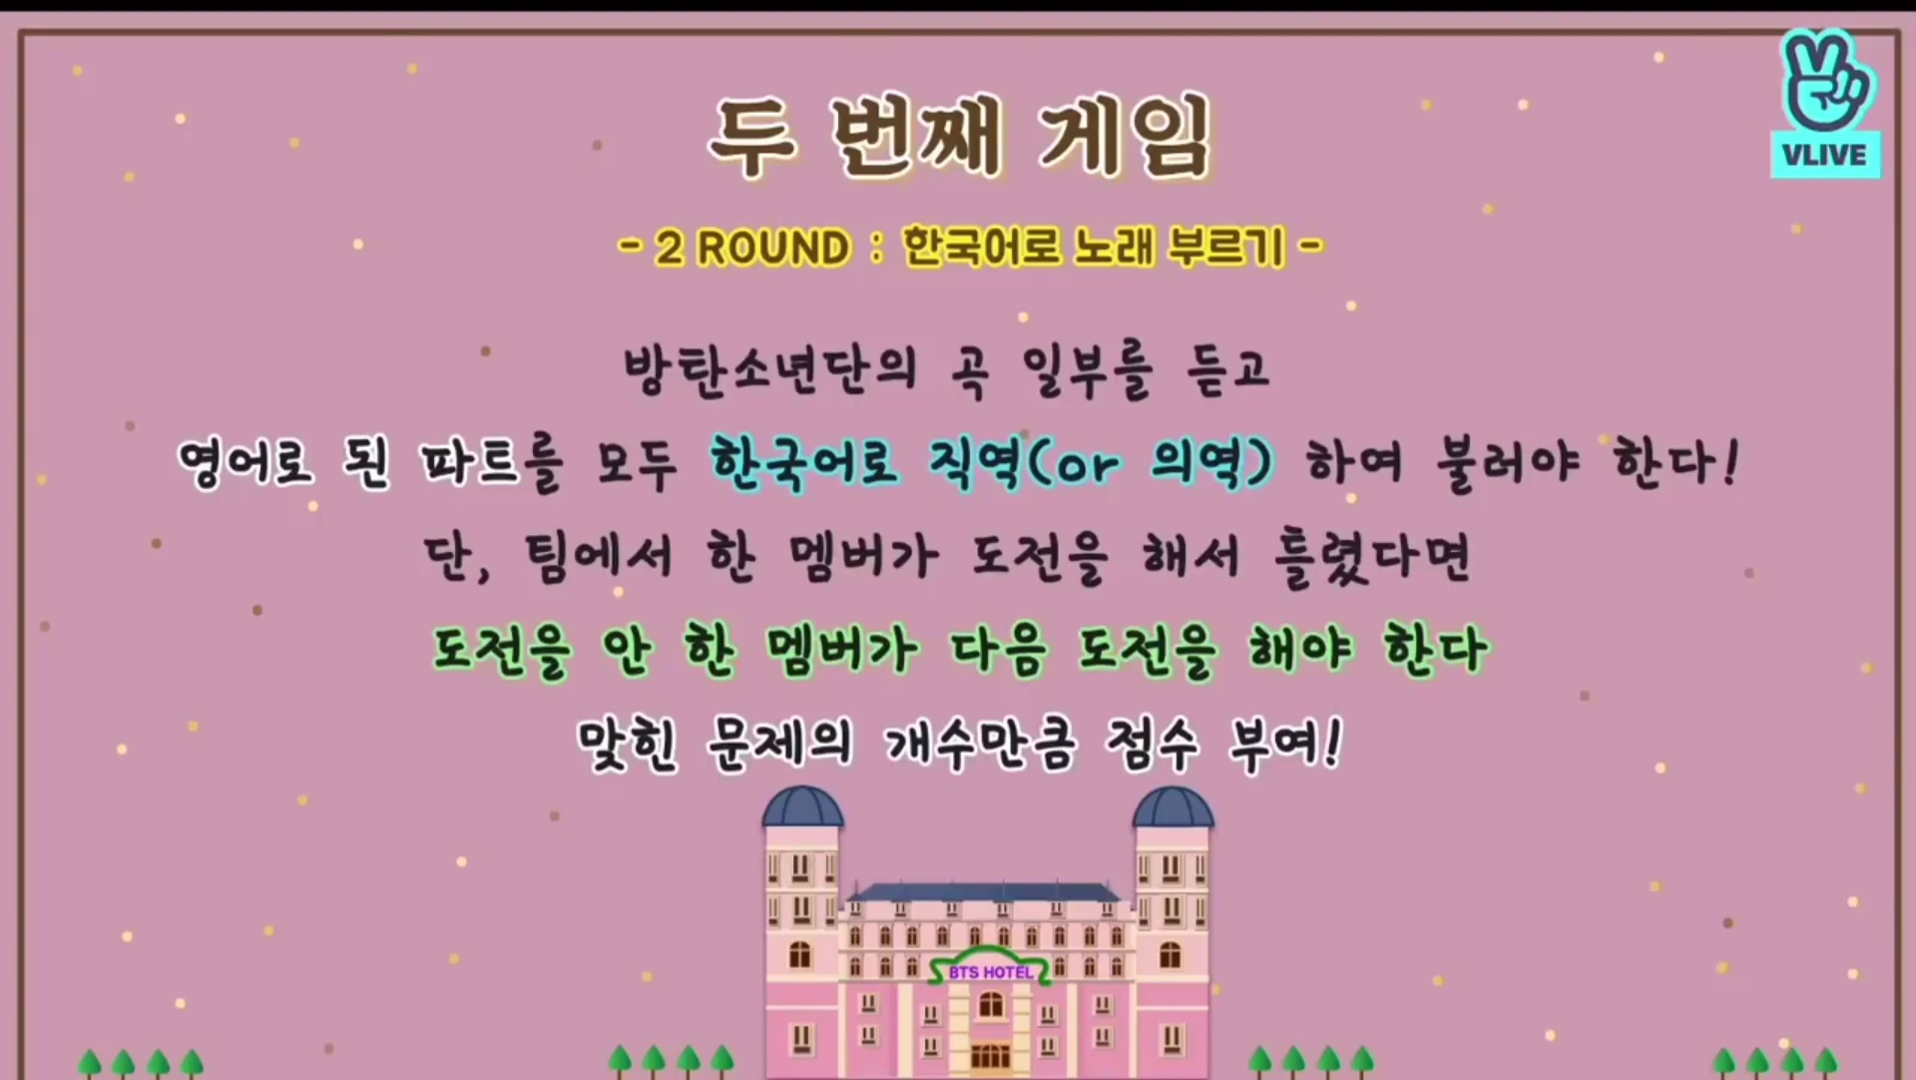 VLIVE
두 번째 게임
- 2 ROUND : 한국어로 노래 부르기 -
방탄소년단의 곡 일부를 듣고
영어로 된 파트를 모두 한국어로 직역(or 의역) 하여 불러야 한다!
단, 팀에서 한 멤버가 도전을 해서 틀렸다면
도전을 안 한 멤버가 다음 도전을 해야 한다
맞힌 문제의 개수만큼 점수 부여!
BTS HOTEL